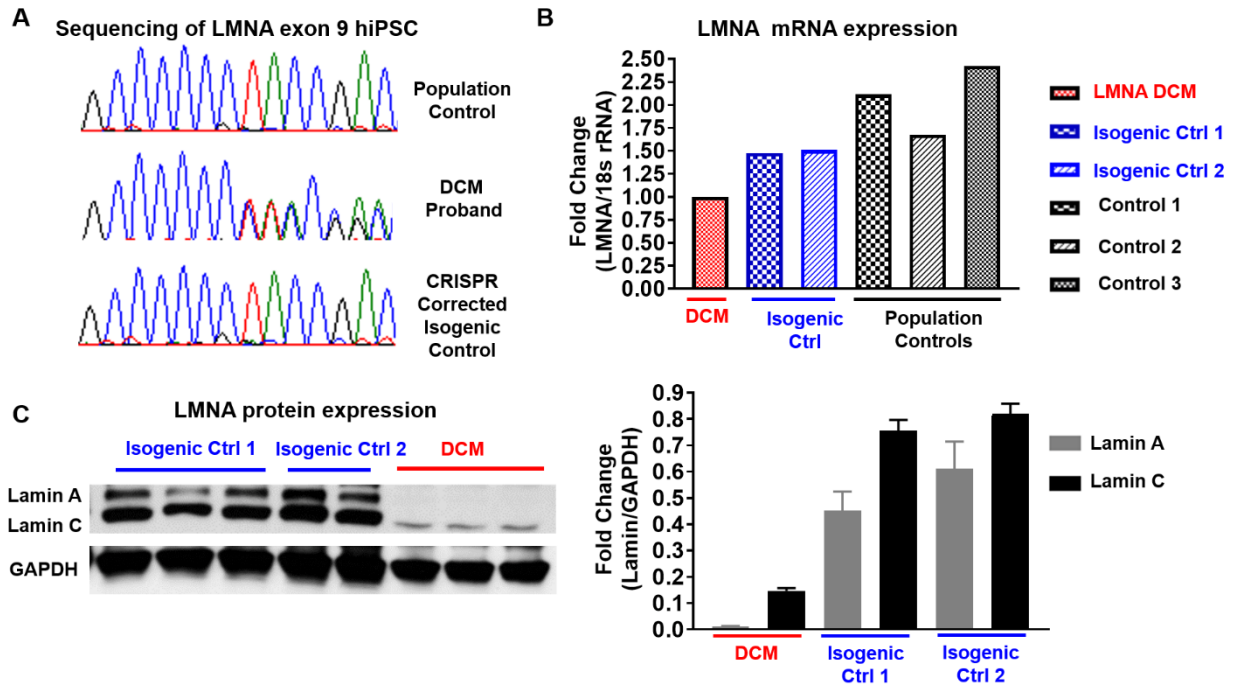 A
Sequencing of LMNA exon 9 hiPSC
Population
Control
DCM
Proband
CRISPR
Corrected
Isogenic
Control
B
LMNA  mRNA expression
Fold Change
(LMNA/18s rRNA)
2.50
2.25
2.00
1.75
1.50
1.25
1.00
0.75
0.50
0.25
0.00
DCM
Isogenic
Ctrl
Population
Controls
LMNA DCM
Isogenic Ctrl 1
Isogenic Ctrl 2
Control 1
Control 2
Control 3
C
LMNA protein expression
Isogenic Ctrl 1
Isogenic Ctrl 2
DCM
Lamin A
Lamin C
GAPDH
Fold Change
(Lamin/GAPDH)
0.9
0.8
0.7
0.6
0.5
0.4
0.3
0.2
0.1
0.0
DCM
Isogenic
Ctrl 1
Isogenic
Ctrl 2
Lamin A
Lamin C